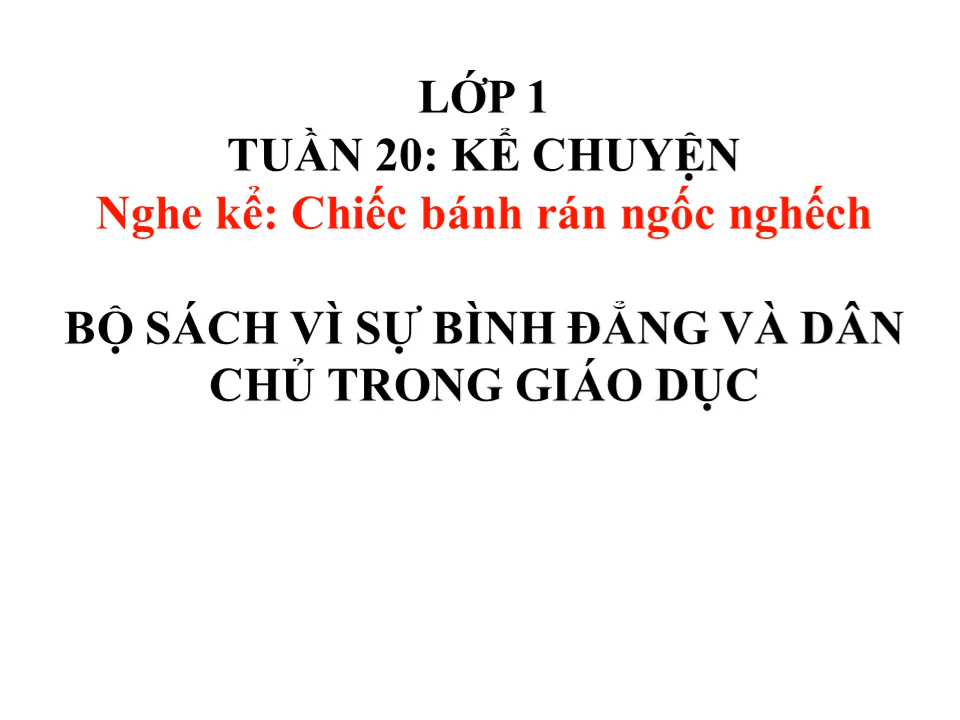 LỚP 1
TUẦN 20: KỂ CHUYỆN
Nghe kể: Chiếc bánh rán ngốc nghếch
BỘ SÁCH VÌ SỰ BÌNH ĐẲNG VÀ DÂN
CHỦ TRONG GIÁO DỤC